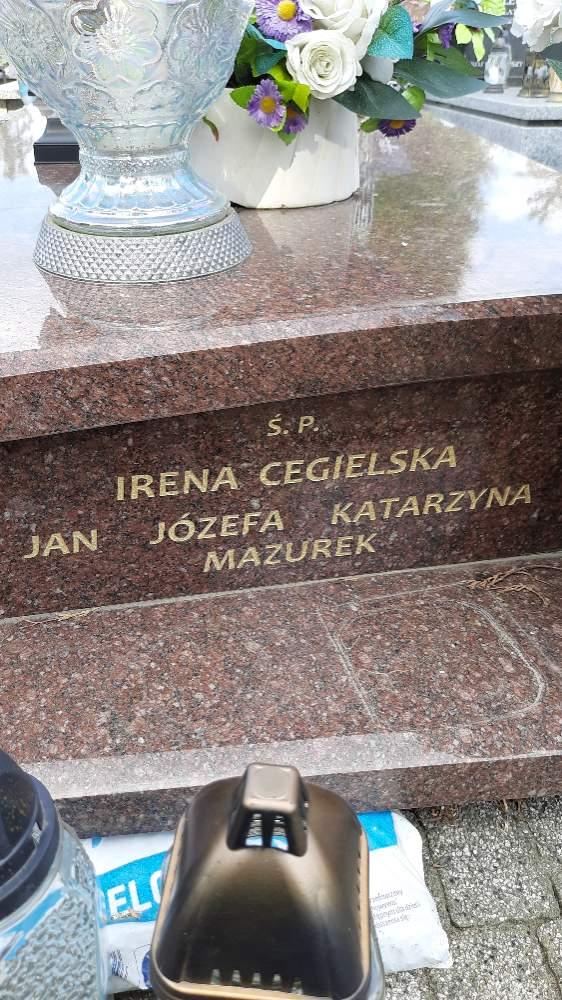 Ś. P.
IRENA CEGIELSKA
JAN JÓZEFA KATARZYNA
MAZUREK